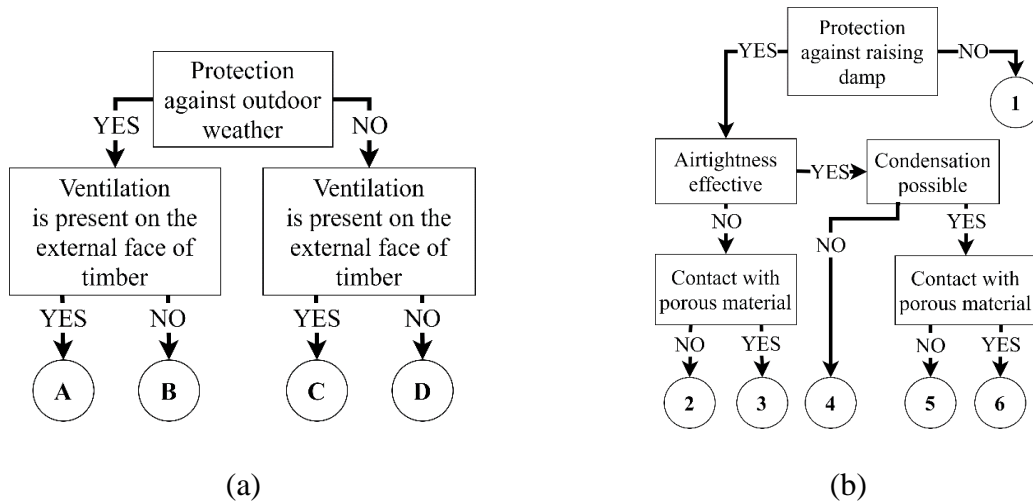 Protection
against outdoor
weather
YES
NO
Ventilation
is present on the
external face of
timber
Ventilation
is present on the
external face of
timber
YES
NO
YES
NO
A
B
C
D
(a)
Protection
against raising
damp
YES
NO
1
Airtightness
effective
YES
Condensation
possible
NO
NO
YES
Contact with
porous material
Contact with
porous material
NO
YES
NO
YES
2
3
4
5
6
(b)